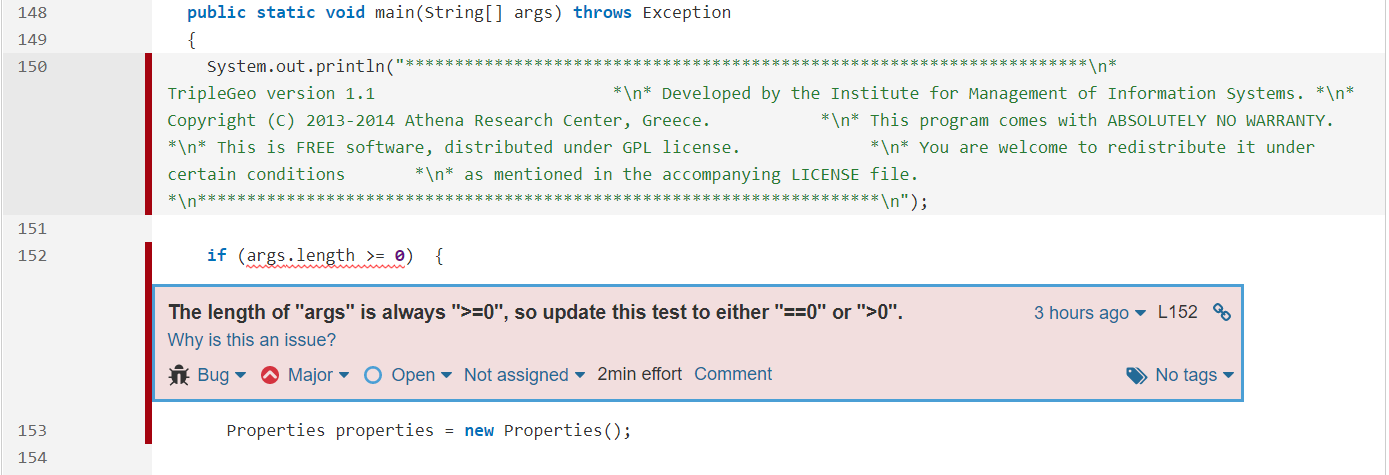 148 public static void main(String[] args) throws Exception
149 {
150 System.out.println("*********************************************************************\n*
TripleGeo version 1.1 *\n* Developed by the Institute for Management of Information Systems. *\n*
Copyright (C) 2013-2014 Athena Research Center, Greece. *\n* This program comes with ABSOLUTELY NO WARRANTY.
*\n* This is FREE software, distributed under GPL license. *\n* You are welcome to redistribute it under
certain conditions *\n* as mentioned in the accompanying LICENSE file.
*\n*********************************************************************\n");
151
152 if (args.length >= 0) {
The length of "args" is always ">=0", so update this test to either "==0" or ">0". 3 hours ago L152
Why is this an issue?
Bug Major Open Not assigned 2min effort Comment No tags
153 Properties properties = new Properties();
154